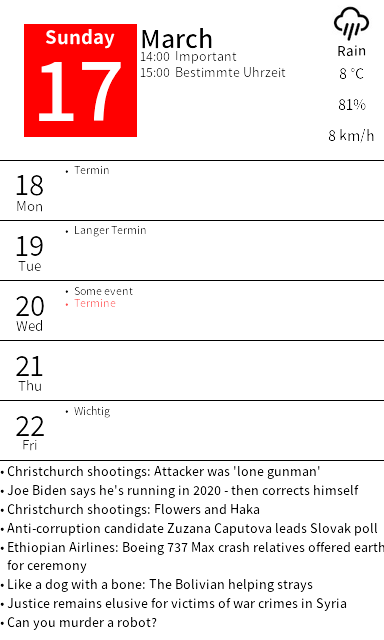 Sunday
17
March
14:00 Important
15:00 Bestimmte Uhrzeit
Rain
8 °C
81%
8 km/h
18
Mon
• Termin
19
Tue
• Langer Termin
20
Wed
• Some event
• Termine
21
Thu
22
Fri
• Wichtig
• Christchurch shootings: Attacker was 'lone gunman'
• Joe Biden says he's running in 2020 - then corrects himself
• Christchurch shootings: Flowers and Haka
• Anti-corruption candidate Zuzana Caputova leads Slovak poll
• Ethiopian Airlines: Boeing 737 Max crash relatives offered earth
for ceremony
• Like a dog with a bone: The Bolivian helping strays
• Justice remains elusive for victims of war crimes in Syria
• Can you murder a robot?